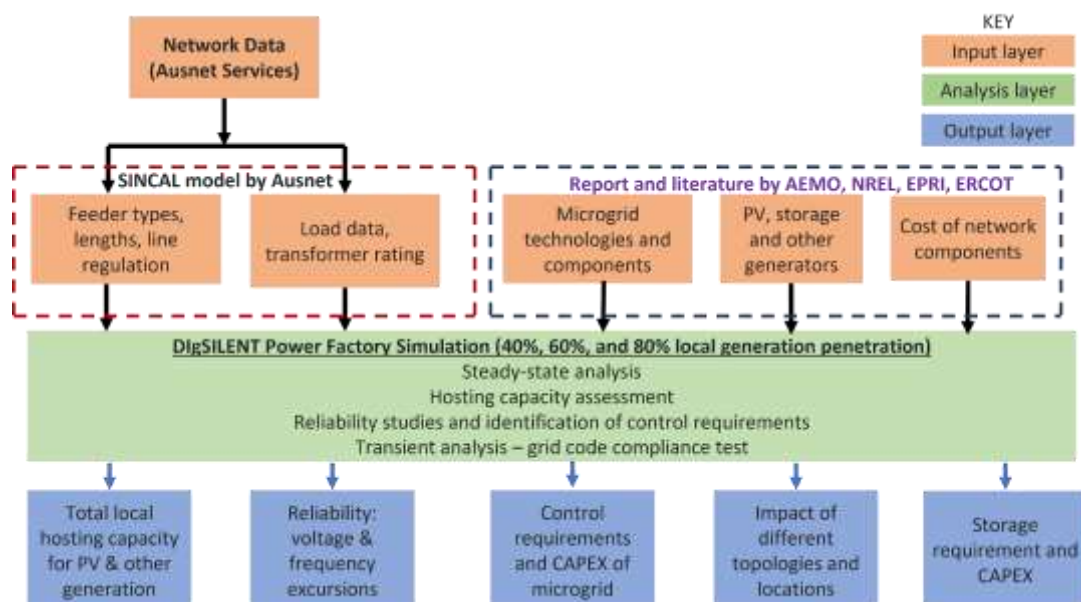 Network Data
(Ausnet Services)
KEY
Input layer
Analysis layer
Output layer
SINCAL model by Ausnet
Feeder types,
lengths, line
regulation
Load data,
transformer rating
Report and literature by AEMO, NREL, EPRI, ERCOT
Microgrid
technologies and
components
PV, storage
and other
generators
Cost of network
components
DIgSILENT Power Factory Simulation (40%, 60%, and 80% local generation penetration)
Steady-state analysis
Hosting capacity assessment
Reliability studies and identification of control requirements
Transient analysis – grid code compliance test
Total local
hosting capacity
for PV & other
generation
Reliability:
voltage &
frequency
excursions
Control
requirements
and CAPEX of
microgrid
Impact of
different
topologies and
locations
Storage
requirement and
CAPEX